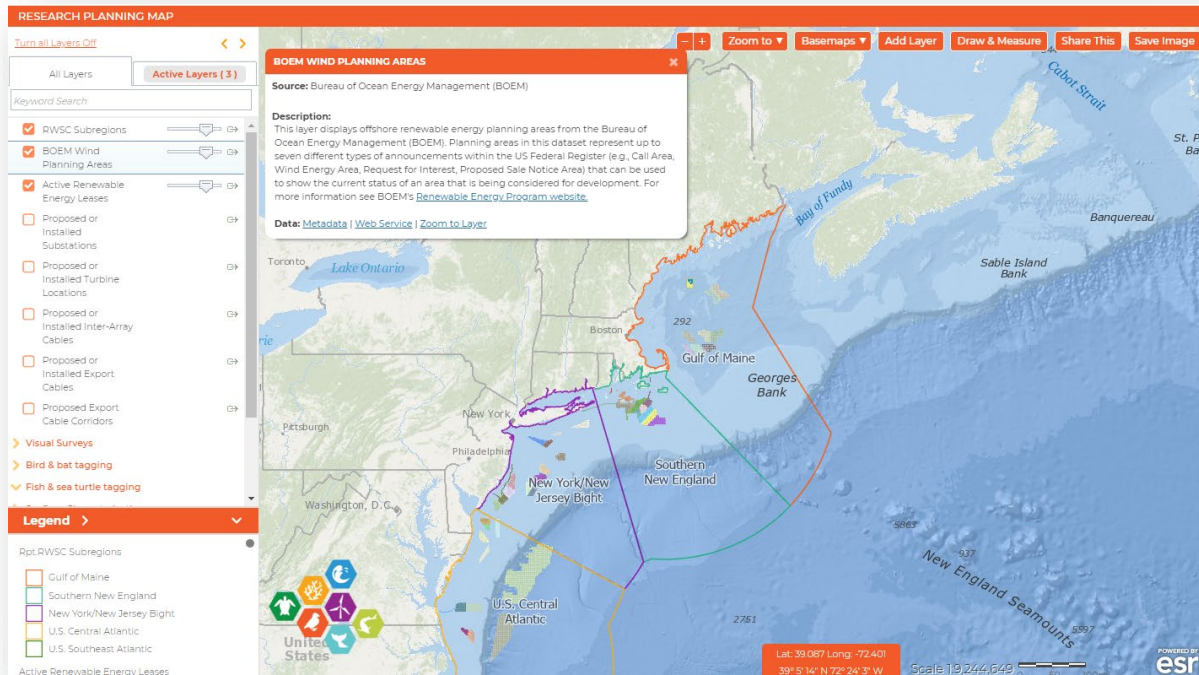 RESEARCH PLANNING MAP
Turn all Layers Off
All Layers
Active Layers ( 3 )
Keyword Search
RWSC Subregions
BOEM Wind
Planning Areas
Active Renewable
Energy Leases
Proposed or
Installed
Substations
Proposed or
Installed Turbine
Locations
Proposed or
Installed Inter-Array
Cables
Proposed or
Installed Export
Cables
Proposed Export
Cable Corridors
Visual Surveys
Bird & bat tagging
Fish & sea turtle tagging
Legend
Rpt.RWSC Subregions
Gulf of Maine
Southern New England
New York/New Jersey Bight
U.S. Central Atlantic
U.S. Southeast Atlantic
Active Renewable Energy Leases
− + Zoom to ▼ Basemaps ▼ Add Layer Draw & Measure Share This Save Image
BOEM WIND PLANNING AREAS
Source: Bureau of Ocean Energy Management (BOEM)
Description:
This layer displays offshore renewable energy planning areas from the Bureau of
Ocean Energy Management (BOEM). Planning areas in this dataset represent up to
seven different types of announcements within the US Federal Register (e.g., Call Area,
Wind Energy Area, Request for Interest, Proposed Sale Notice Area) that can be used
to show the current status of an area that is being considered for development. For
more information see BOEM's Renewable Energy Program website.
Data: Metadata | Web Service | Zoom to Layer
Cabot Strait
St. P
Ba
Bay of Fundy
Banquereau
Sable Island
Bank
Toronto
Lake Ontario
rie
Boston
292
Gulf of Maine
Georges
Bank
New York
Pittsburgh
Philadelphia
Southern
New England
New York/New
Jersey Bight
Washington, D.C.
5863
937
New England Seamounts
5597
U.S. Central
Atlantic
2751
United
States
Lat: 39.087 Long: -72.401
39° 5' 14" N 72° 24' 3" W
Scale 1:9,244,649
POWERED BY
esr